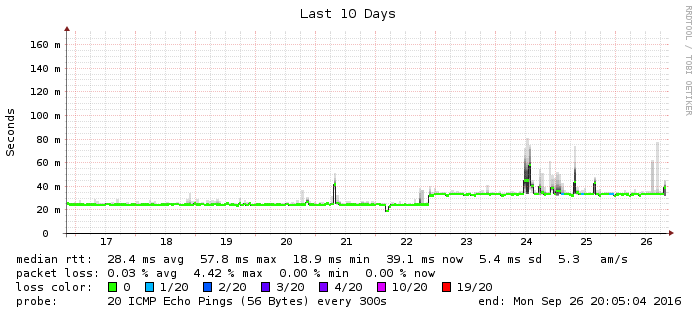 Last 10 Days
RRDTOOL / TOBI OETIKER
Seconds
160 m
140 m
120 m
100 m
80 m
60 m
40 m
20 m
0
17 18 19 20 21 22 23 24 25 26
median rtt: 28.4 ms avg 57.8 ms max 18.9 ms min 39.1 ms now 5.4 ms sd 5.3 am/s
packet loss: 0.03 % avg 4.42 % max 0.00 % min 0.00 % now
loss color: 0 1/20 2/20 3/20 4/20 10/20 19/20
probe: 20 ICMP Echo Pings (56 Bytes) every 300s end: Mon Sep 26 20:05:04 2016